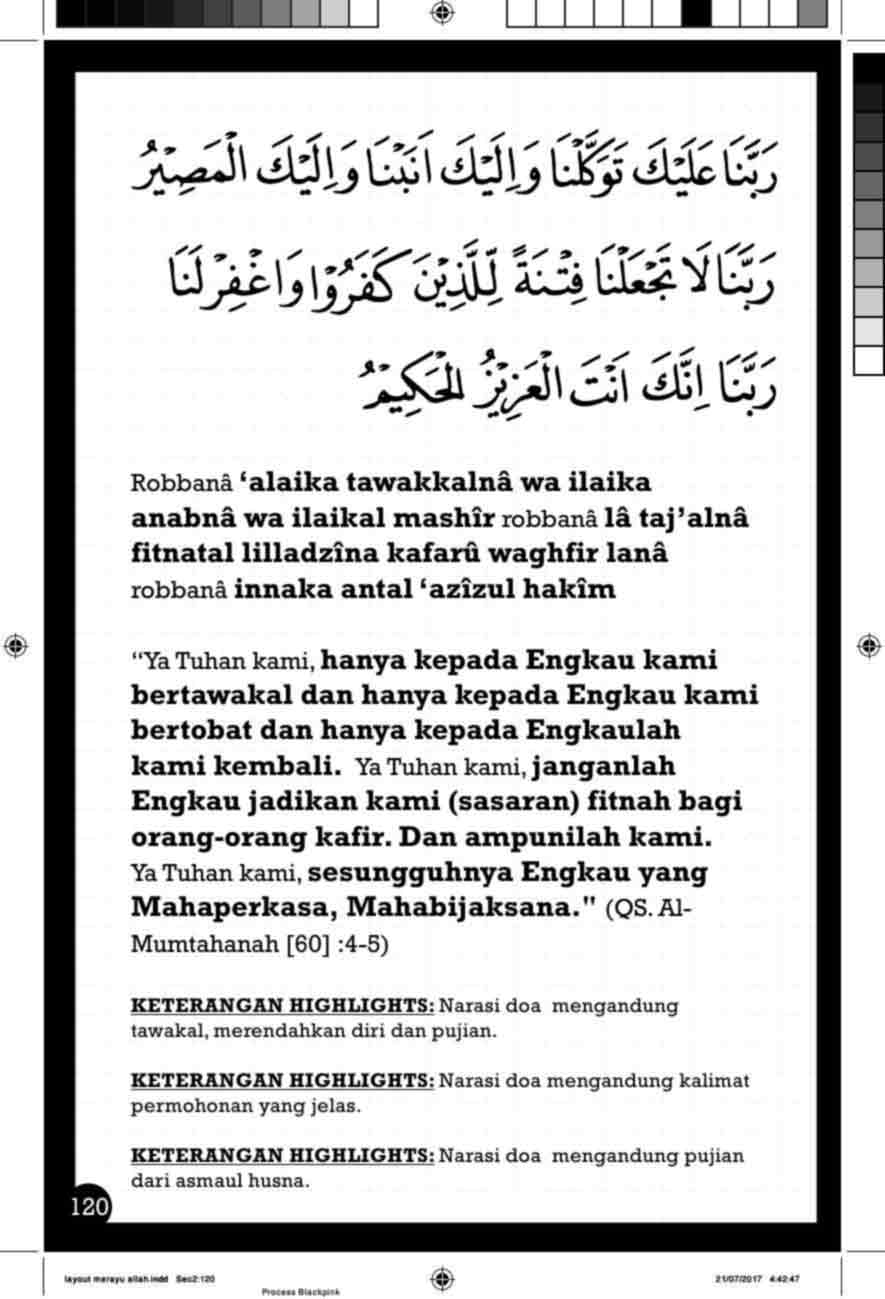 رَبَّنَا عَلَيْكَ تَوَكَّلْنَا وَاِلَيْكَ اَنَبْنَا وَاِلَيْكَ الْمَصِيْرُ
رَبَّنَا لَا تَجْعَلْنَا فِتْنَةً لِّلَّذِيْنَ كَفَرُوْا وَاغْفِرْ لَنَا
رَبَّنَا اِنَّكَ اَنْتَ الْعَزِيْزُ الْحَكِيْمُ
Robbanâ ‘alaika tawakkalnâ wa ilaika
anabnâ wa ilaikal mashîr robbanâ lâ taj’alnâ
fitnatal lilladzîna kafarû waghfir lanâ
robbanâ innaka antal ‘azîzul hakîm
“Ya Tuhan kami, hanya kepada Engkau kami
bertawakal dan hanya kepada Engkau kami
bertobat dan hanya kepada Engkaulah
kami kembali. Ya Tuhan kami, janganlah
Engkau jadikan kami (sasaran) fitnah bagi
orang-orang kafir. Dan ampunilah kami.
Ya Tuhan kami, sesungguhnya Engkau yang
Mahaperkasa, Mahabijaksana." (QS. Al-
Mumtahanah [60] :4-5)
KETERANGAN HIGHLIGHTS: Narasi doa mengandung
tawakal, merendahkan diri dan pujian.
KETERANGAN HIGHLIGHTS: Narasi doa mengandung kalimat
permohonan yang jelas.
KETERANGAN HIGHLIGHTS: Narasi doa mengandung pujian
dari asmaul husna.
120
layout merayu allah.indd Sec2:120
21/07/2017 4:42:47
Process Blackpink